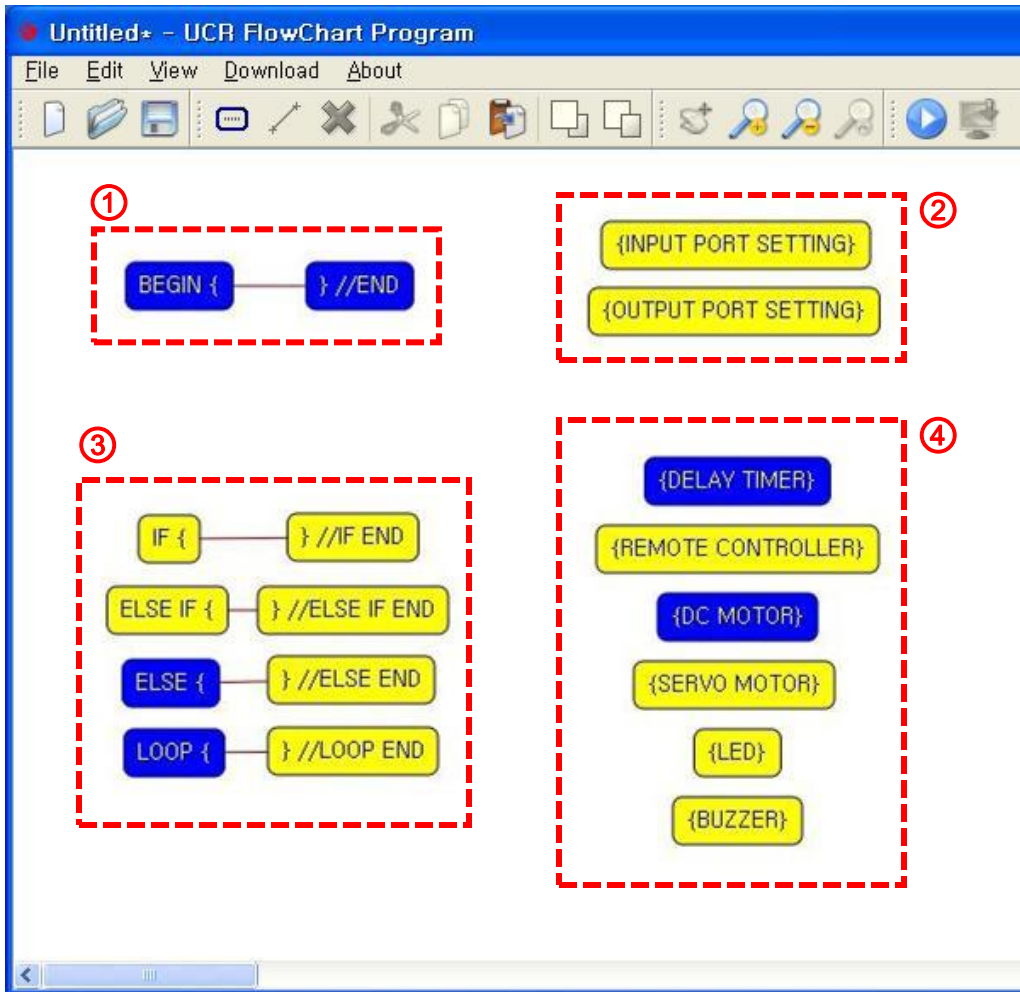 Untitled* - UCR FlowChart Program
File Edit View Download About
①
BEGIN { } //END
②
{INPUT PORT SETTING}
{OUTPUT PORT SETTING}
③
IF { } //IF END
ELSE IF { } //ELSE IF END
ELSE { } //ELSE END
LOOP { } //LOOP END
④
{DELAY TIMER}
{REMOTE CONTROLLER}
{DC MOTOR}
{SERVO MOTOR}
{LED}
{BUZZER}